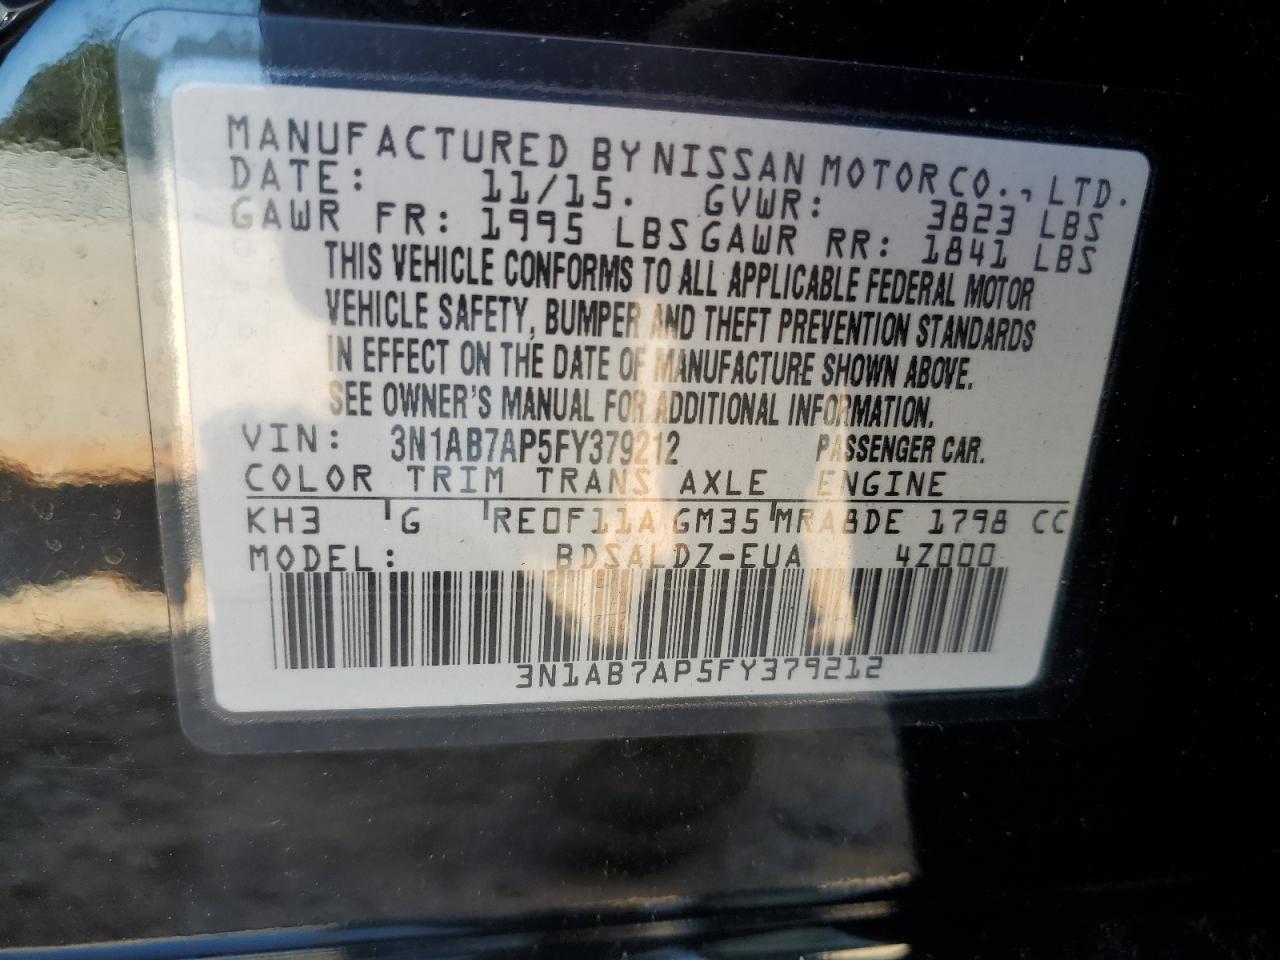 MANUFACTURED BY NISSAN MOTOR CO., LTD.
DATE: 11/15. GVWR: 3823 LBS
GAWR FR: 1995 LBS GAWR RR: 1841 LBS
THIS VEHICLE CONFORMS TO ALL APPLICABLE FEDERAL MOTOR
VEHICLE SAFETY, BUMPER AND THEFT PREVENTION STANDARDS
IN EFFECT ON THE DATE OF MANUFACTURE SHOWN ABOVE.
SEE OWNER'S MANUAL FOR ADDITIONAL INFORMATION.
VIN: 3N1AB7AP5FY379212 PASSENGER CAR.
COLOR TRIM TRANS AXLE ENGINE
KH3 G RE0F11A GM35 MRA8DE 1798 CC
MODEL: BDSALDZ-EUA 4Z000
3N1AB7AP5FY379212